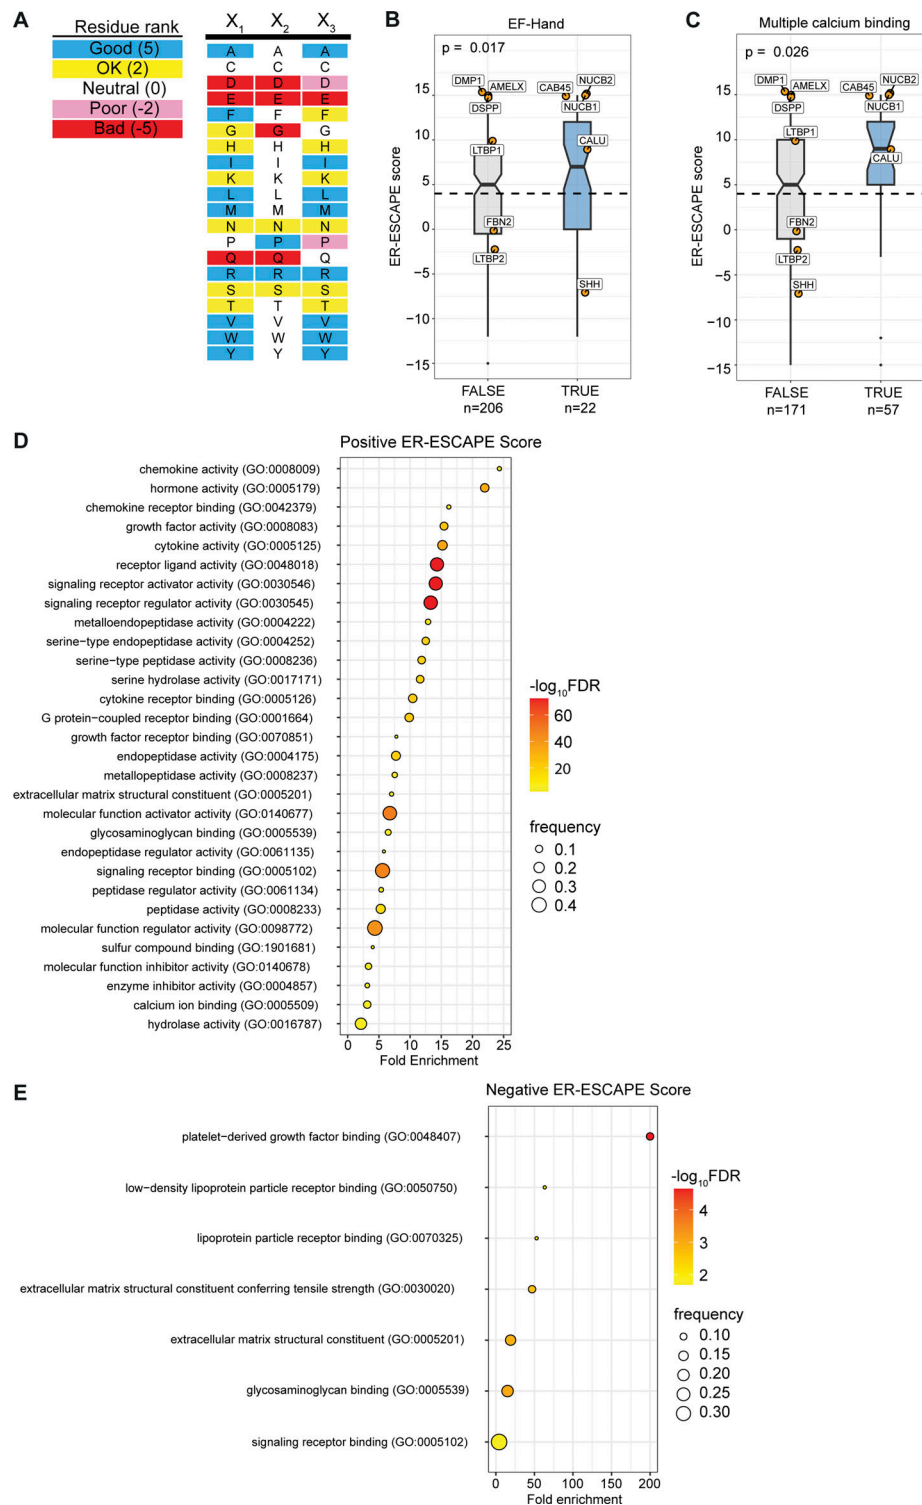 A
Residue rank
Good (5)
OK (2)
Neutral (0)
Poor (-2)
Bad (-5)
X1 X2 X3
A A A
C C C
D D D
E E E
F F F
G G G
H H H
I I I
K K K
L L L
M M M
N N N
P P P
Q Q Q
R R R
S S S
T T T
V V V
W W W
Y Y Y
B
EF-Hand
p = 0.017
ER-ESCAPE score
15
10
5
0
−5
−10
−15
DMP1
AMELX
DSPP
LTBP1
FBN2
LTBP2
CAB45
NUCB2
NUCB1
CALU
SHH
FALSE
n=206
TRUE
n=22
C
Multiple calcium binding
p = 0.026
ER-ESCAPE score
15
10
5
0
−5
−10
−15
DMP1
AMELX
DSPP
LTBP1
FBN2
LTBP2
SHH
CAB45
NUCB2
NUCB1
CALU
FALSE
n=171
TRUE
n=57
D
Positive ER-ESCAPE Score
chemokine activity (GO:0008009)
hormone activity (GO:0005179)
chemokine receptor binding (GO:0042379)
growth factor activity (GO:0008083)
cytokine activity (GO:0005125)
receptor ligand activity (GO:0048018)
signaling receptor activator activity (GO:0030546)
signaling receptor regulator activity (GO:0030545)
metalloendopeptidase activity (GO:0004222)
serine−type endopeptidase activity (GO:0004252)
serine−type peptidase activity (GO:0008236)
serine hydrolase activity (GO:0017171)
cytokine receptor binding (GO:0005126)
G protein−coupled receptor binding (GO:0001664)
growth factor receptor binding (GO:0070851)
endopeptidase activity (GO:0004175)
metallopeptidase activity (GO:0008237)
extracellular matrix structural constituent (GO:0005201)
molecular function activator activity (GO:0140677)
glycosaminoglycan binding (GO:0005539)
endopeptidase regulator activity (GO:0061135)
signaling receptor binding (GO:0005102)
peptidase regulator activity (GO:0061134)
peptidase activity (GO:0008233)
molecular function regulator activity (GO:0098772)
sulfur compound binding (GO:1901681)
molecular function inhibitor activity (GO:0140678)
enzyme inhibitor activity (GO:0004857)
calcium ion binding (GO:0005509)
hydrolase activity (GO:0016787)
0 5 10 15 20 25
Fold Enrichment
-log10FDR
60
40
20
frequency
0.1
0.2
0.3
0.4
E
Negative ER-ESCAPE Score
platelet-derived growth factor binding (GO:0048407)
low-density lipoprotein particle receptor binding (GO:0050750)
lipoprotein particle receptor binding (GO:0070325)
extracellular matrix structural constituent conferring tensile strength (GO:0030020)
extracellular matrix structural constituent (GO:0005201)
glycosaminoglycan binding (GO:0005539)
signaling receptor binding (GO:0005102)
0 50 100 150 200
Fold enrichment
-log10FDR
4
3
2
frequency
0.10
0.15
0.20
0.25
0.30